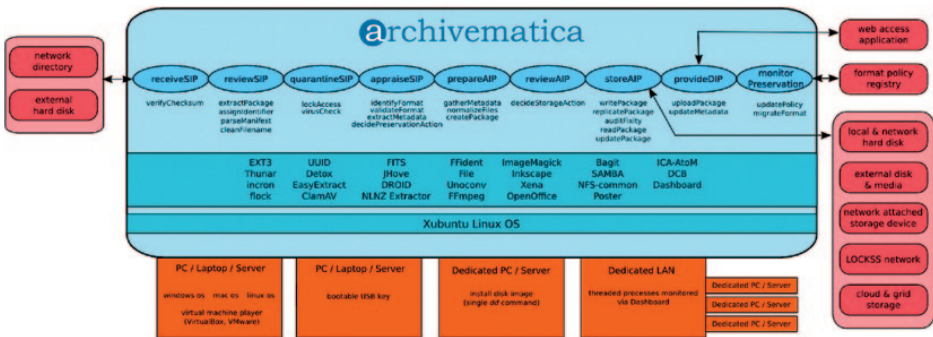 archivematica
network
directory
external
hard disk
receiveSIP
reviewSIP
quarantineSIP
appraiseSIP
prepareAIP
reviewAIP
storeAIP
provideDIP
monitor
Preservation
verifyChecksum
extractPackage
assignIdentifier
parseManifest
cleanFilename
lockAccess
virusCheck
identifyFormat
validateFormat
extractMetadata
decidePreservationAction
gatherMetadata
normalizeFiles
createPackage
decideStorageAction
writePackage
replicatePackage
auditFixity
readPackage
updatePackage
uploadPackage
updateMetadata
updatePolicy
migrateFormat
web access
application
format policy
registry
local & network
hard disk
external disk
& media
network attached
storage device
LOCKSS network
cloud & grid
storage
EXT3
Thunar
incron
flock
UUID
Detox
EasyExtract
ClamAV
FITS
JHove
DROID
NLNZ Extractor
FFident
File
Unoconv
FFmpeg
ImageMagick
Inkscape
Xena
OpenOffice
Bagit
SAMBA
NFS-common
Poster
ICA-AtoM
DCB
Dashboard
Xubuntu Linux OS
PC / Laptop / Server
windows os mac os linux os
virtual machine player
(VirtualBox, VMware)
PC / Laptop / Server
bootable USB key
Dedicated PC / Server
install disk image
(single dd command)
Dedicated LAN
threaded processes monitored
via Dashboard
Dedicated PC / Server
Dedicated PC / Server
Dedicated PC / Server